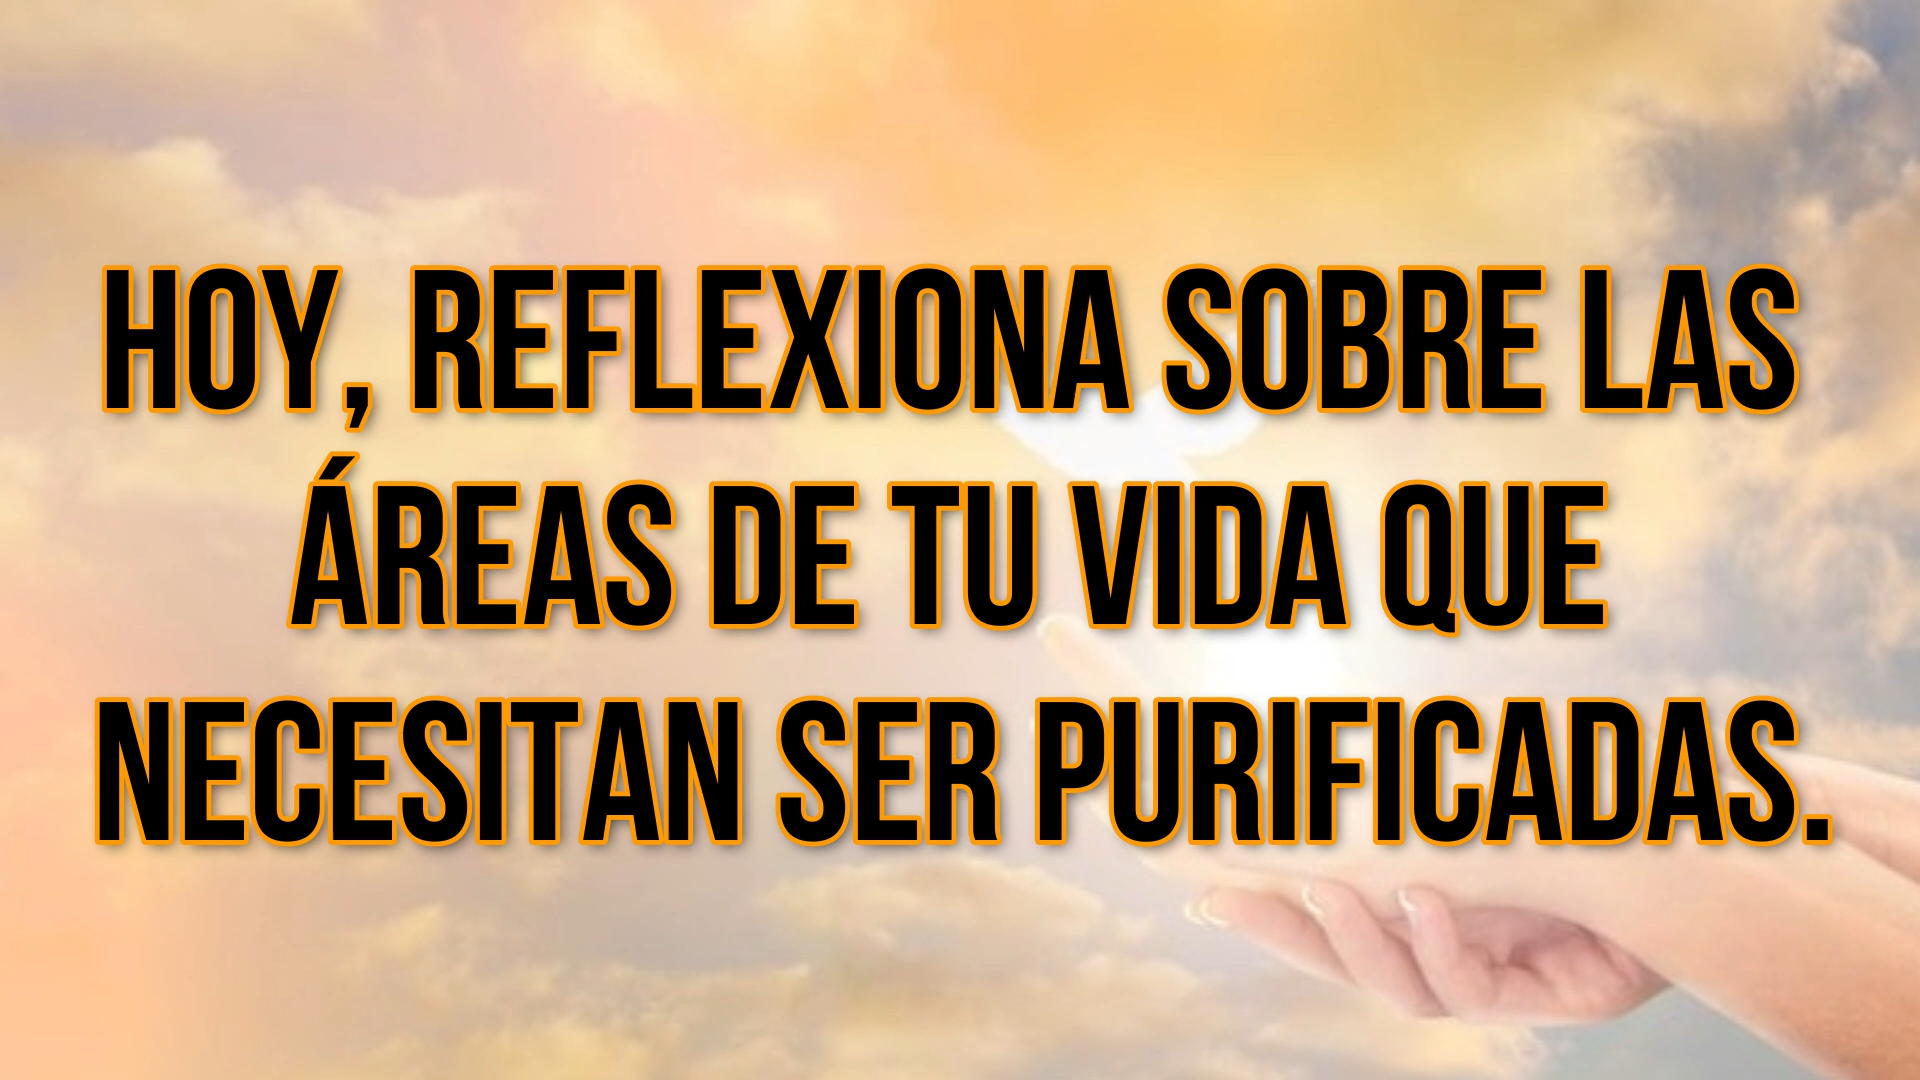 HOY, REFLEXIONA SOBRE LAS
ÁREAS DE TU VIDA QUE
NECESITAN SER PURIFICADAS.